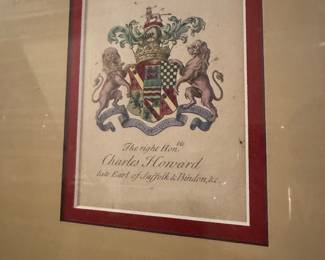 The right Hon.ble
Charles Howard
late Earl of Suffolk & Bindon, &c.